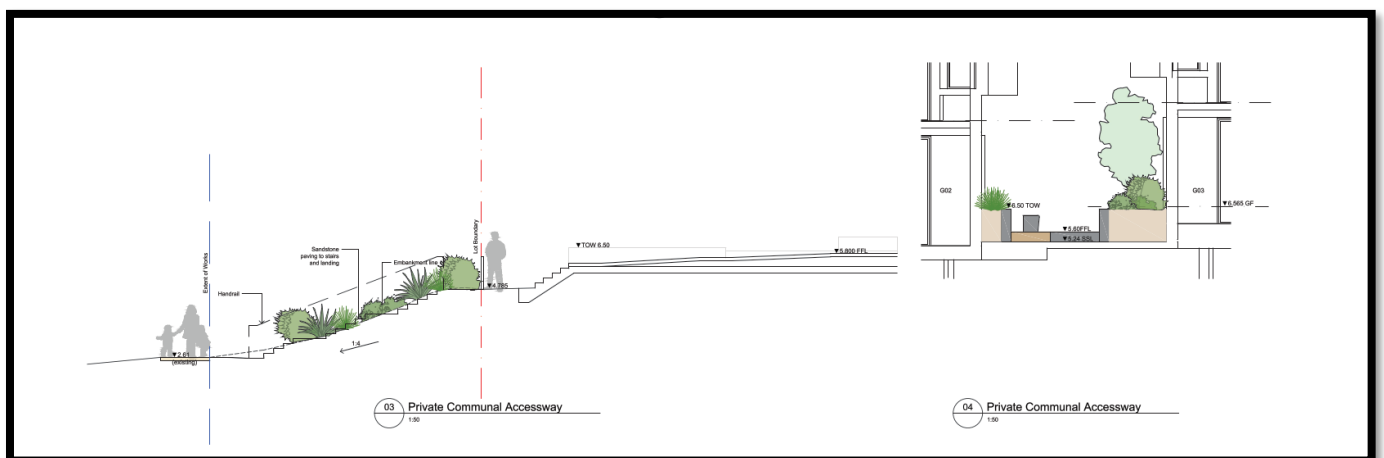 Extent of Works
Handrail
▼2.61
(existing)
Sandstone
paving to stairs
and landing
Embankment line
1:4
Lot Boundary
▼4.785
▼TOW 6.50
▼5.800 FFL
03
Private Communal Accessway
1:50
G02
G03
▼6.50 TOW
▼5.60FFL
▼5.24 SSL
▼6,565 GF
04
Private Communal Accessway
1:50